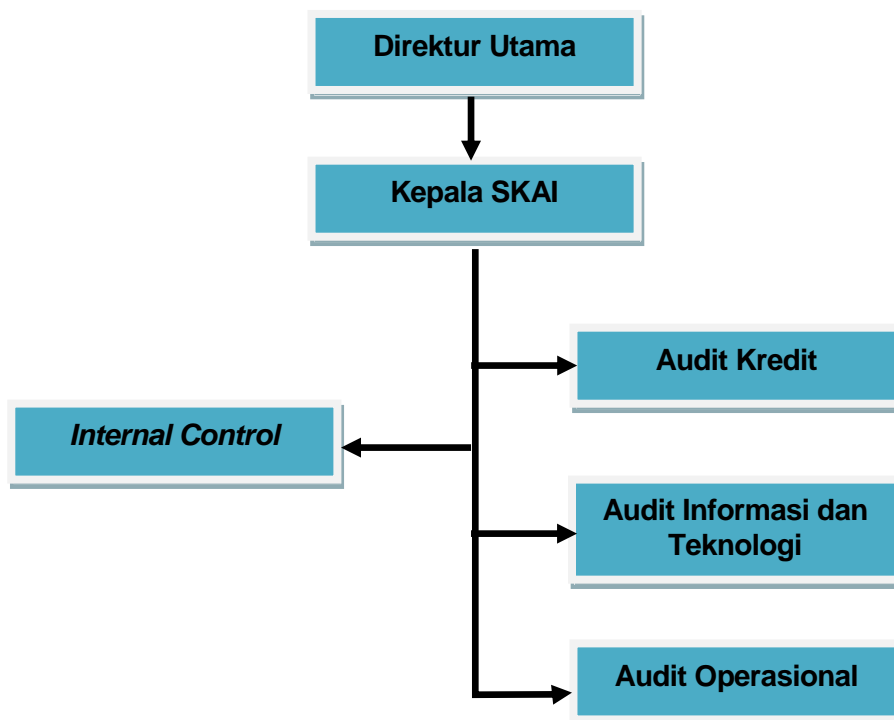 Direktur Utama
Kepala SKAI
Audit Kredit
Internal Control
Audit Informasi dan
Teknologi
Audit Operasional